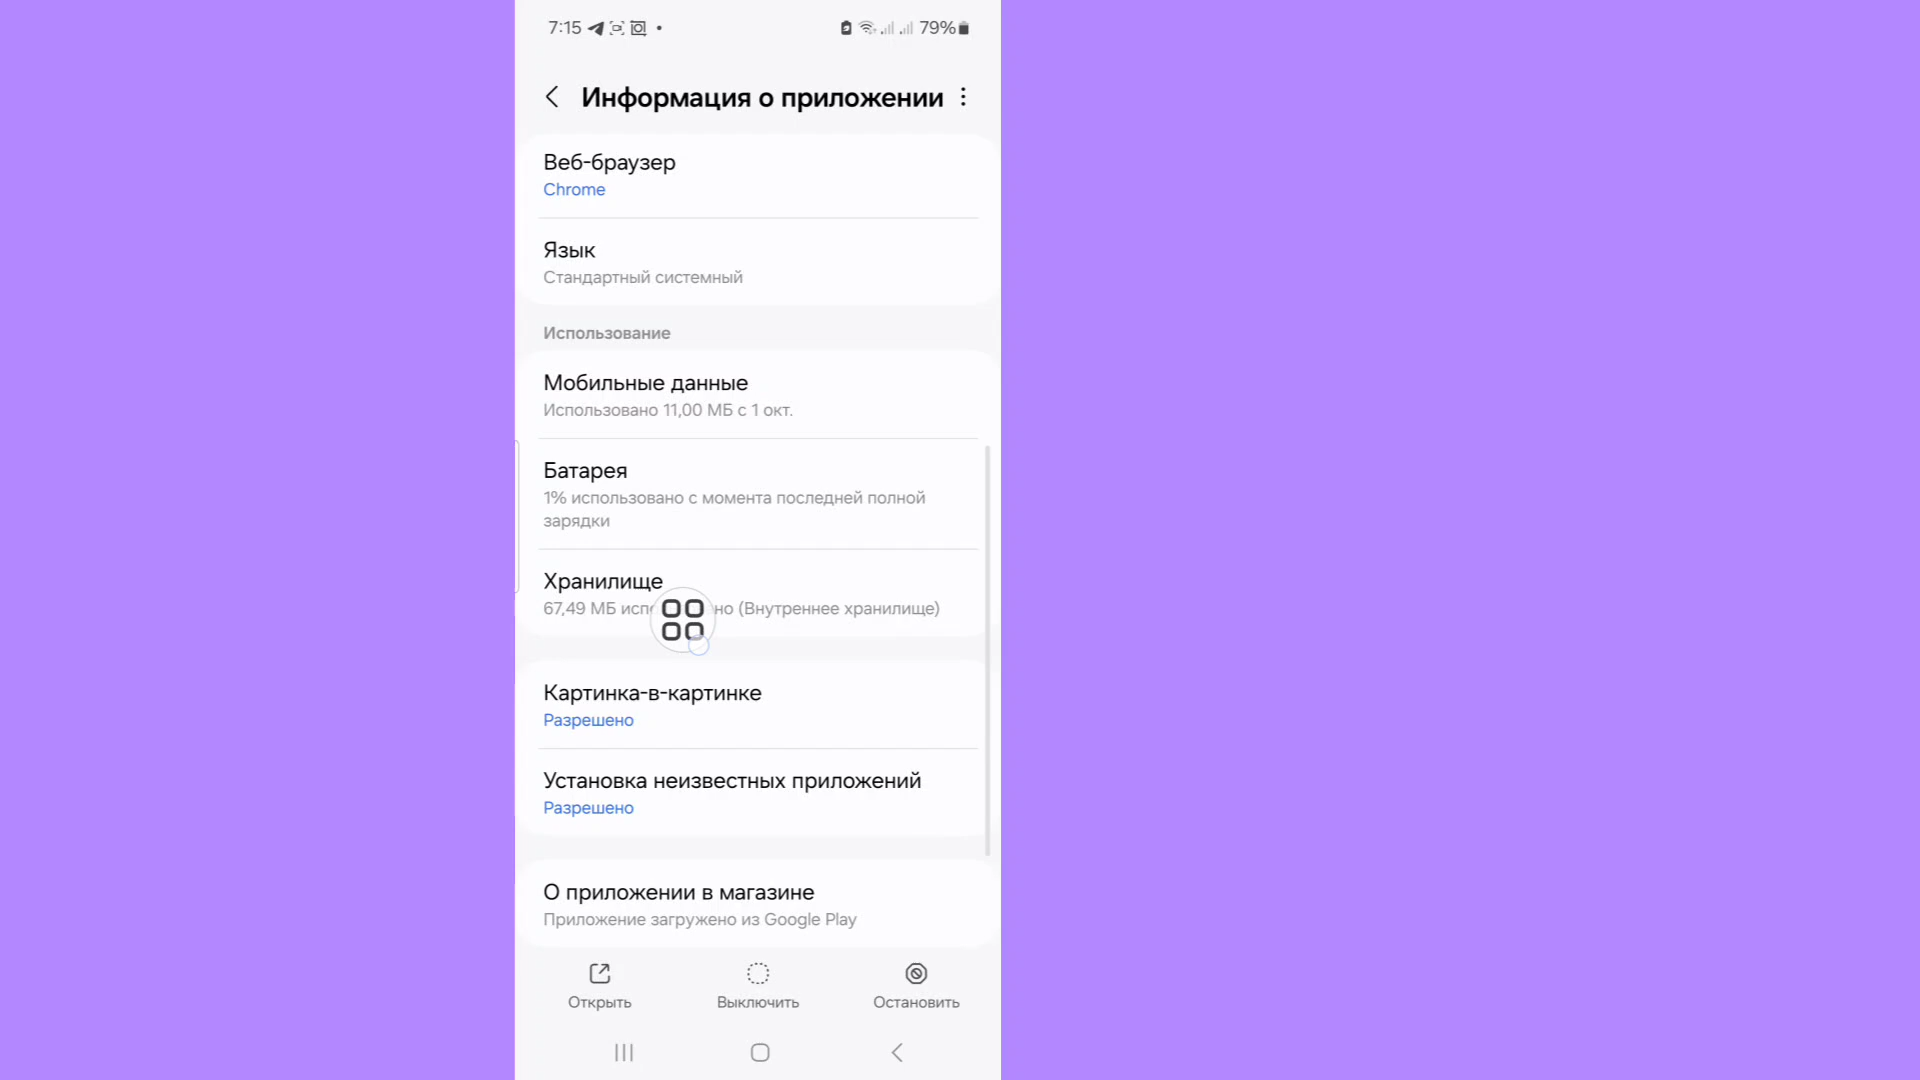 7:15
79%
Информация о приложении
Веб-браузер
Chrome
Язык
Стандартный системный
Использование
Мобильные данные
Использовано 11,00 МБ с 1 окт.
Батарея
1% использовано с момента последней полной
зарядки
Хранилище
67,49 МБ но (Внутреннее хранилище)
Картинка-в-картинке
Разрешено
Установка неизвестных приложений
Разрешено
О приложении в магазине
Приложение загружено из Google Play
Открыть
Выключить
Остановить